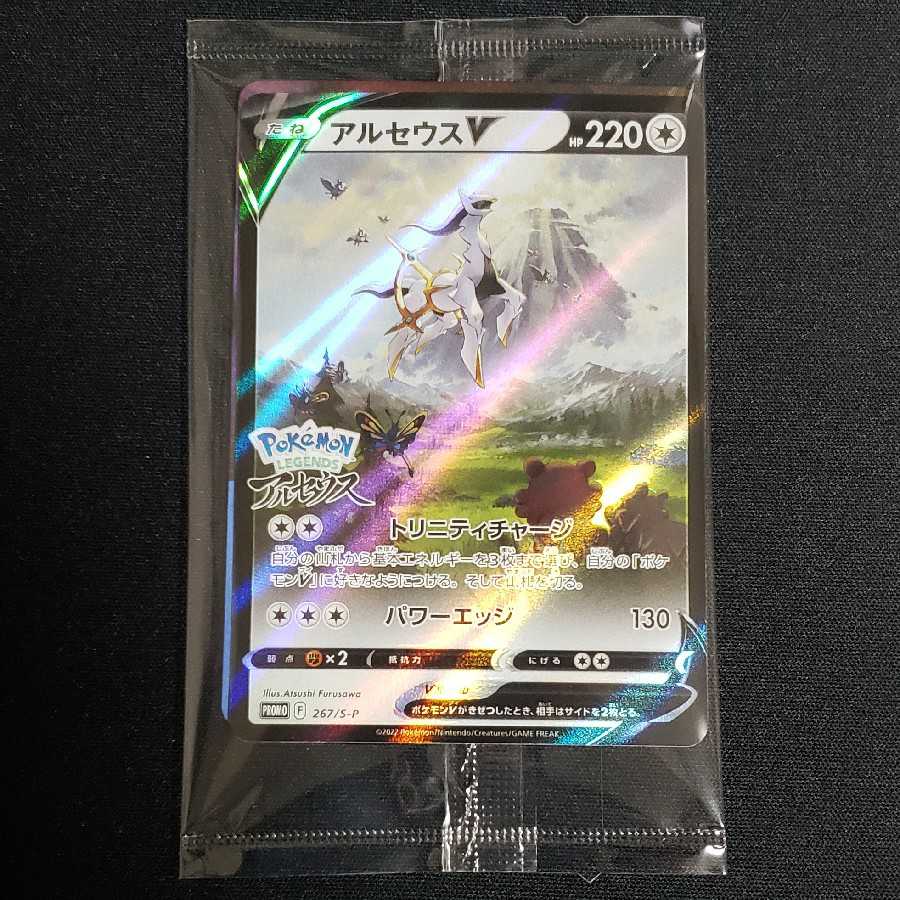 たね アルセウスV HP220
POKÉMON
LEGENDS
アルセウス
トリニティチャージ
自分の山札から基本エネルギーを3枚まで選び、自分の「ポケ
モンV」に好きなようにつける。そして山札を切る。
パワーエッジ 130
弱点 ×2 抵抗力 にげる
Illus. Atsushi Furusawa
PROMO F 267/S-P
ポケモンVがきぜつしたとき、相手はサイドを2枚とる。
©2022 Pokémon/Nintendo/Creatures/GAME FREAK